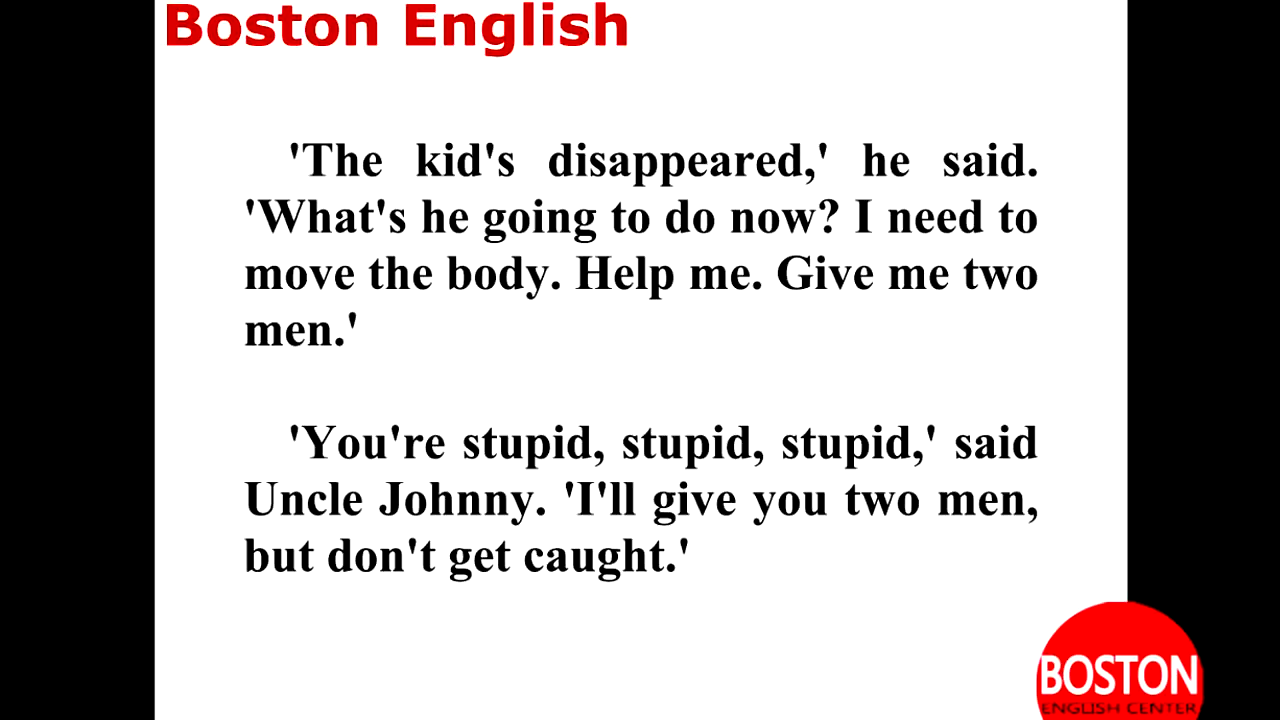 Boston English
'The kid's disappeared,' he said.
'What's he going to do now? I need to
move the body. Help me. Give me two
men.'
'You're stupid, stupid, stupid,' said
Uncle Johnny. 'I'll give you two men,
but don't get caught.'
BOSTON
ENGLISH CENTER